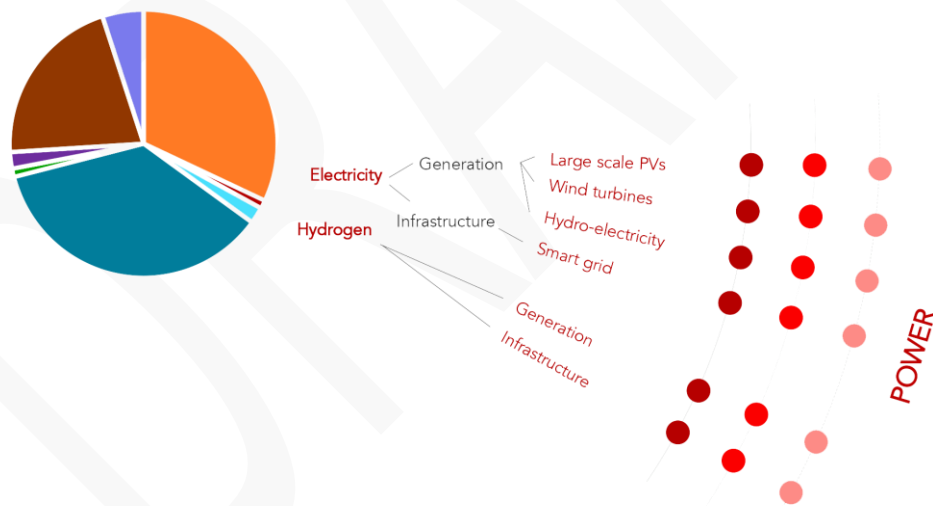 Electricity
Generation
Large scale PVs
Wind turbines
Hydro-electricity
Infrastructure
Smart grid
Hydrogen
Generation
Infrastructure
POWER